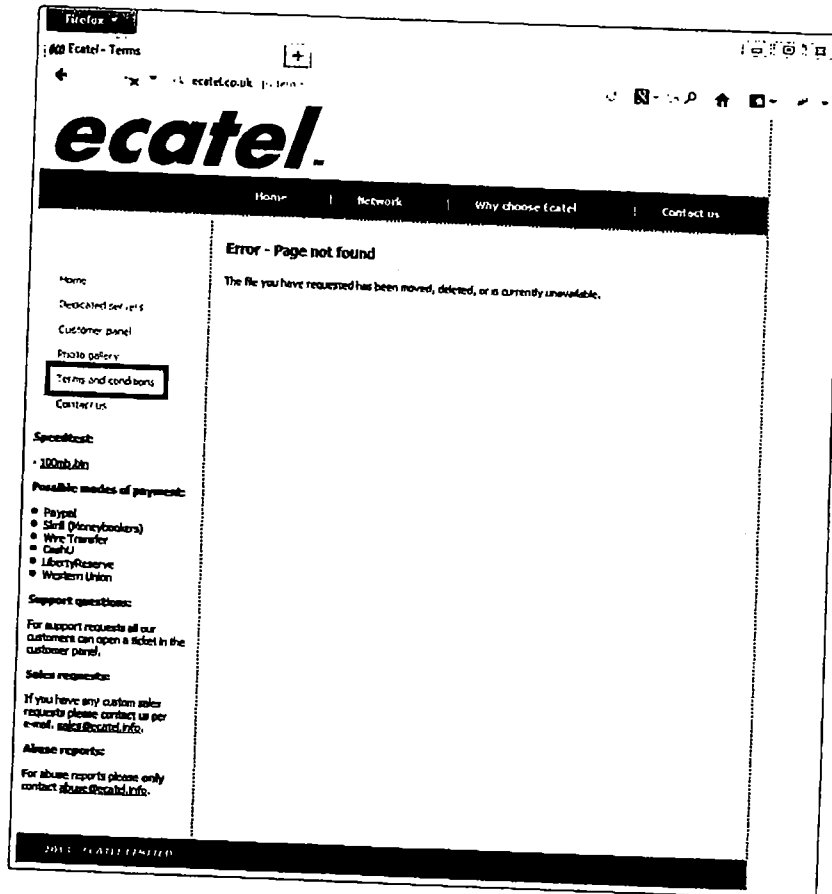 Firefox
Ecatel - Terms
ecatel.co.uk
ecatel
Home | Network | Why choose Ecatel | Contact us
Error - Page not found
The file you have requested has been moved, deleted, or is currently unavailable.
Home
Dedicated servers
Customer panel
Photo gallery
Terms and conditions
Contact us
Speedtest:
- 100mb.bin
Possible modes of payment:
Paypal
Skrill (Moneybookers)
Wire Transfer
CashU
LibertyReserve
Western Union
Support questions:
For support requests all our
customers can open a ticket in the
customer panel.
Sales requests:
If you have any custom sales
requests please contact us per
e-mail. sales@ecatel.info.
Abuse reports:
For abuse reports please only
contact abuse@ecatel.info.
ECATEL LIMITED